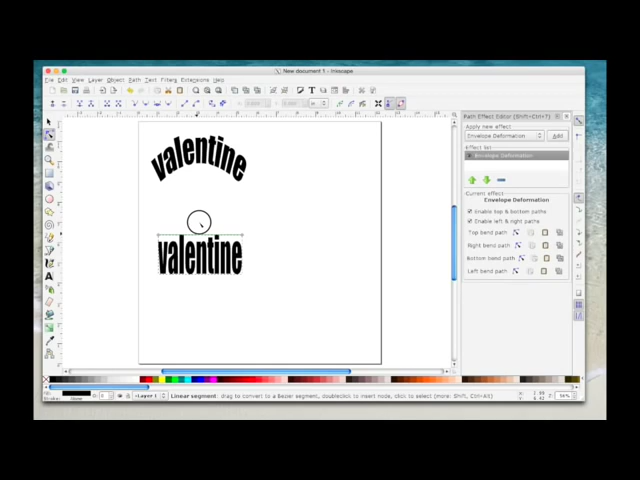 New document 1 - Inkscape
File Edit View Layer Object Path Text Filters Extensions Help
Path Effect Editor (Shift+Ctrl+7)
Apply new effect
Envelope Deformation
Add
Effect list
Envelope Deformation
Current effect
Envelope Deformation
Enable top & bottom paths
Enable left & right paths
Top bend path
Right bend path
Bottom bend path
Left bend path
valentine
valentine
Fill:
Stroke:
None
O:
Layer 1
Linear segment: drag to convert to a Bezier segment, doubleclick to insert node, click to select (more: Shift, Ctrl+Alt)
X:
Y:
Z: